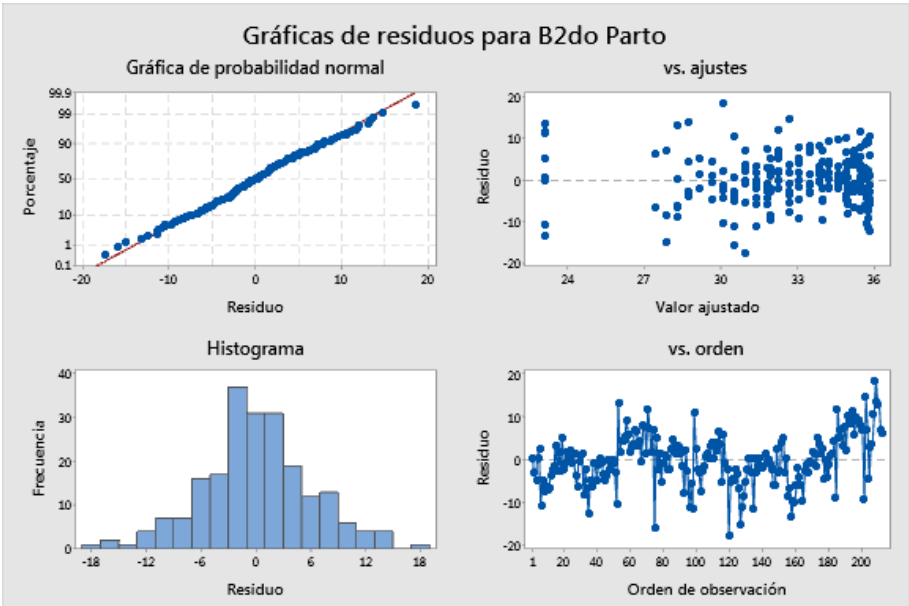 Gráficas de residuos para B2do Parto
Gráfica de probabilidad normal
99.9
99
90
50
10
1
0.1
Porcentaje
-20 -10 0 10 20
Residuo
vs. ajustes
20
10
0
-10
-20
Residuo
24 27 30 33 36
Valor ajustado
Histograma
40
30
20
10
0
Frecuencia
-18 -12 -6 0 6 12 18
Residuo
vs. orden
20
10
0
-10
-20
Residuo
1 20 40 60 80 100 120 140 160 180 200
Orden de observación